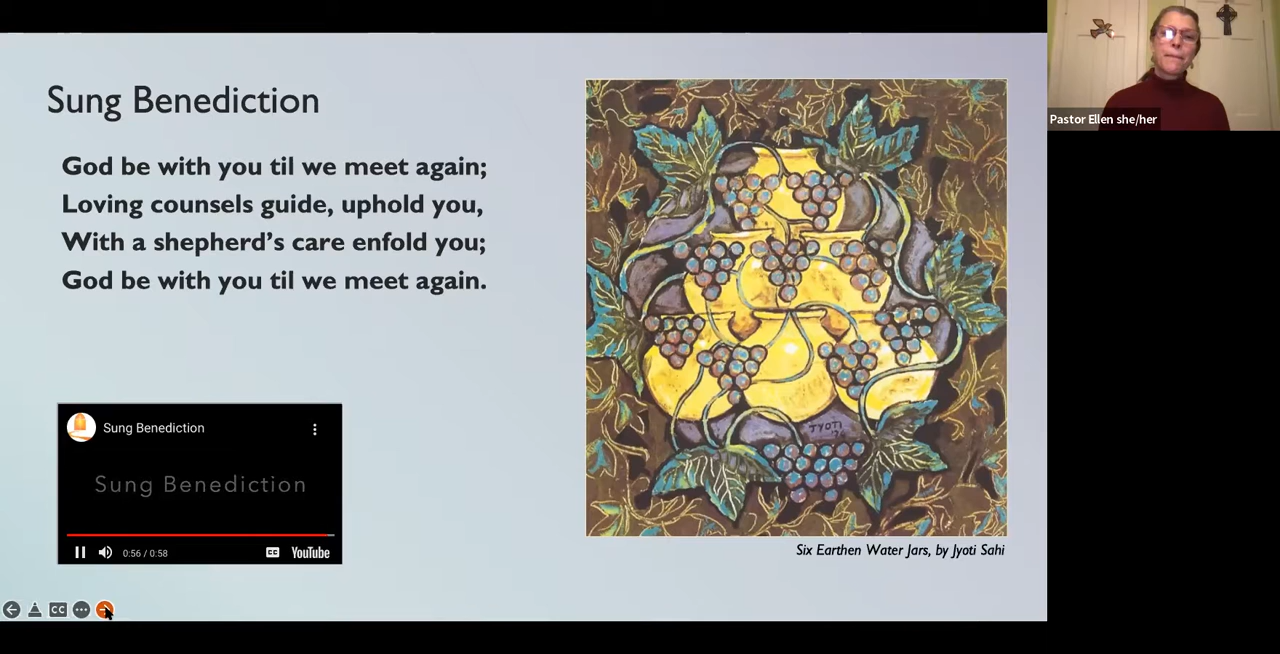 Sung Benediction
God be with you til we meet again;
Loving counsels guide, uphold you,
With a shepherd's care enfold you;
God be with you til we meet again.
Sung Benediction
Sung Benediction
0:56 / 0:58
CC
YouTube
CC
JYOTI
Six Earthen Water Jars, by Jyoti Sahi
Pastor Ellen she/her